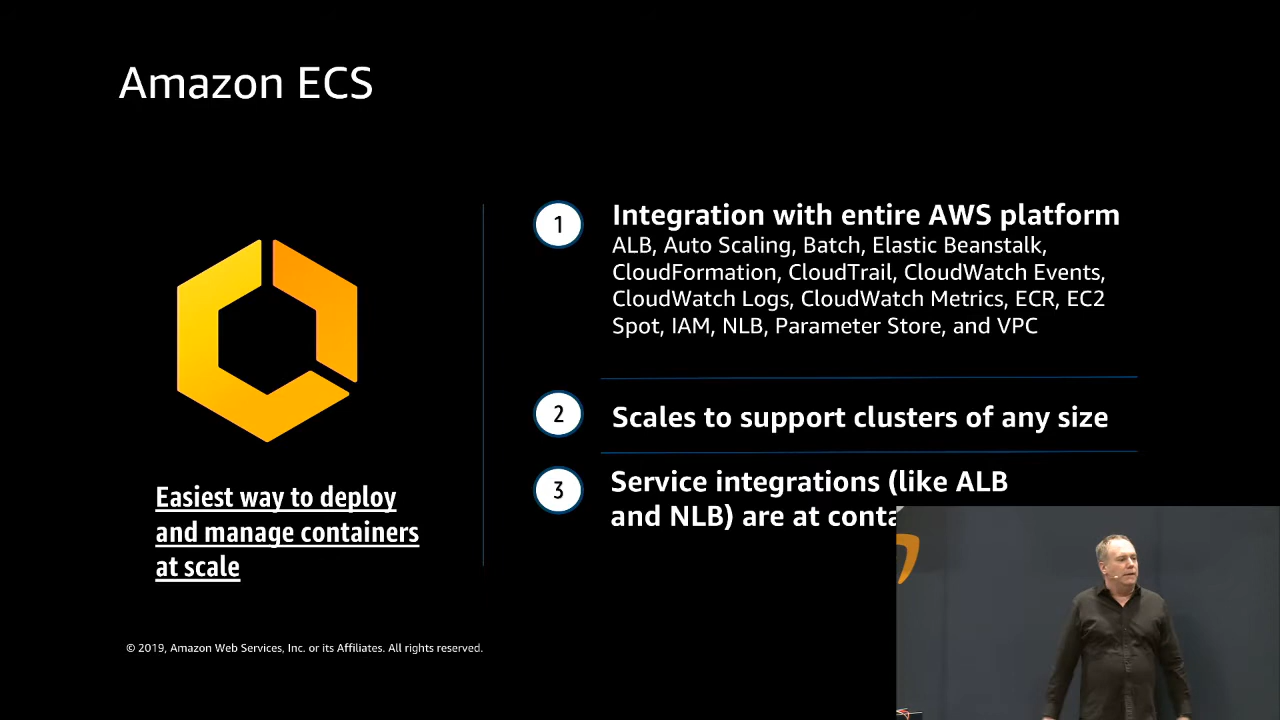 Amazon ECS
Easiest way to deploy
and manage containers
at scale
1
Integration with entire AWS platform
ALB, Auto Scaling, Batch, Elastic Beanstalk,
CloudFormation, CloudTrail, CloudWatch Events,
CloudWatch Logs, CloudWatch Metrics, ECR, EC2
Spot, IAM, NLB, Parameter Store, and VPC
2
Scales to support clusters of any size
3
Service integrations (like ALB
and NLB) are at
© 2019, Amazon Web Services, Inc. or its Affiliates. All rights reserved.